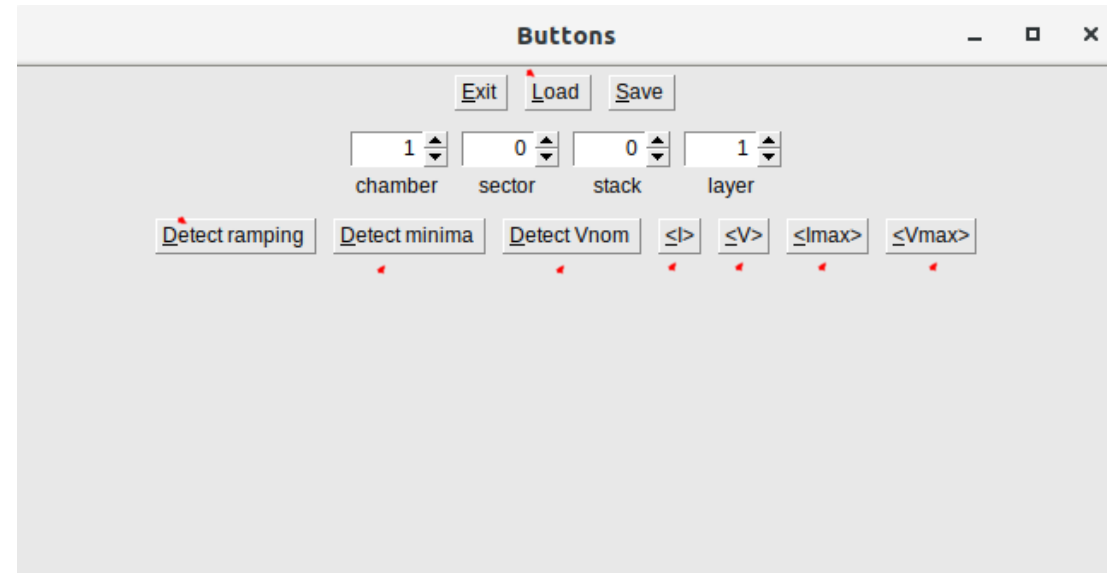 Buttons
Exit Load Save
1 0 0 1
chamber sector stack layer
Detect ramping Detect minima Detect Vnom <I> <V> <Imax> <Vmax>